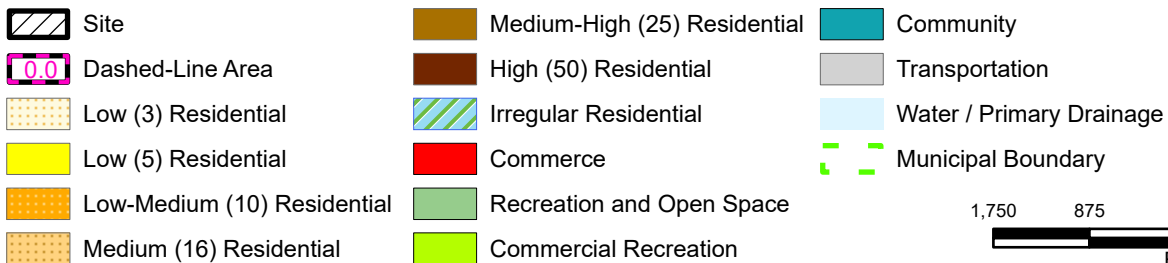 Site
0.0 Dashed-Line Area
Low (3) Residential
Low (5) Residential
Low-Medium (10) Residential
Medium (16) Residential
Medium-High (25) Residential
High (50) Residential
Irregular Residential
Commerce
Recreation and Open Space
Commercial Recreation
Community
Transportation
Water / Primary Drainage
Municipal Boundary
1,750 875